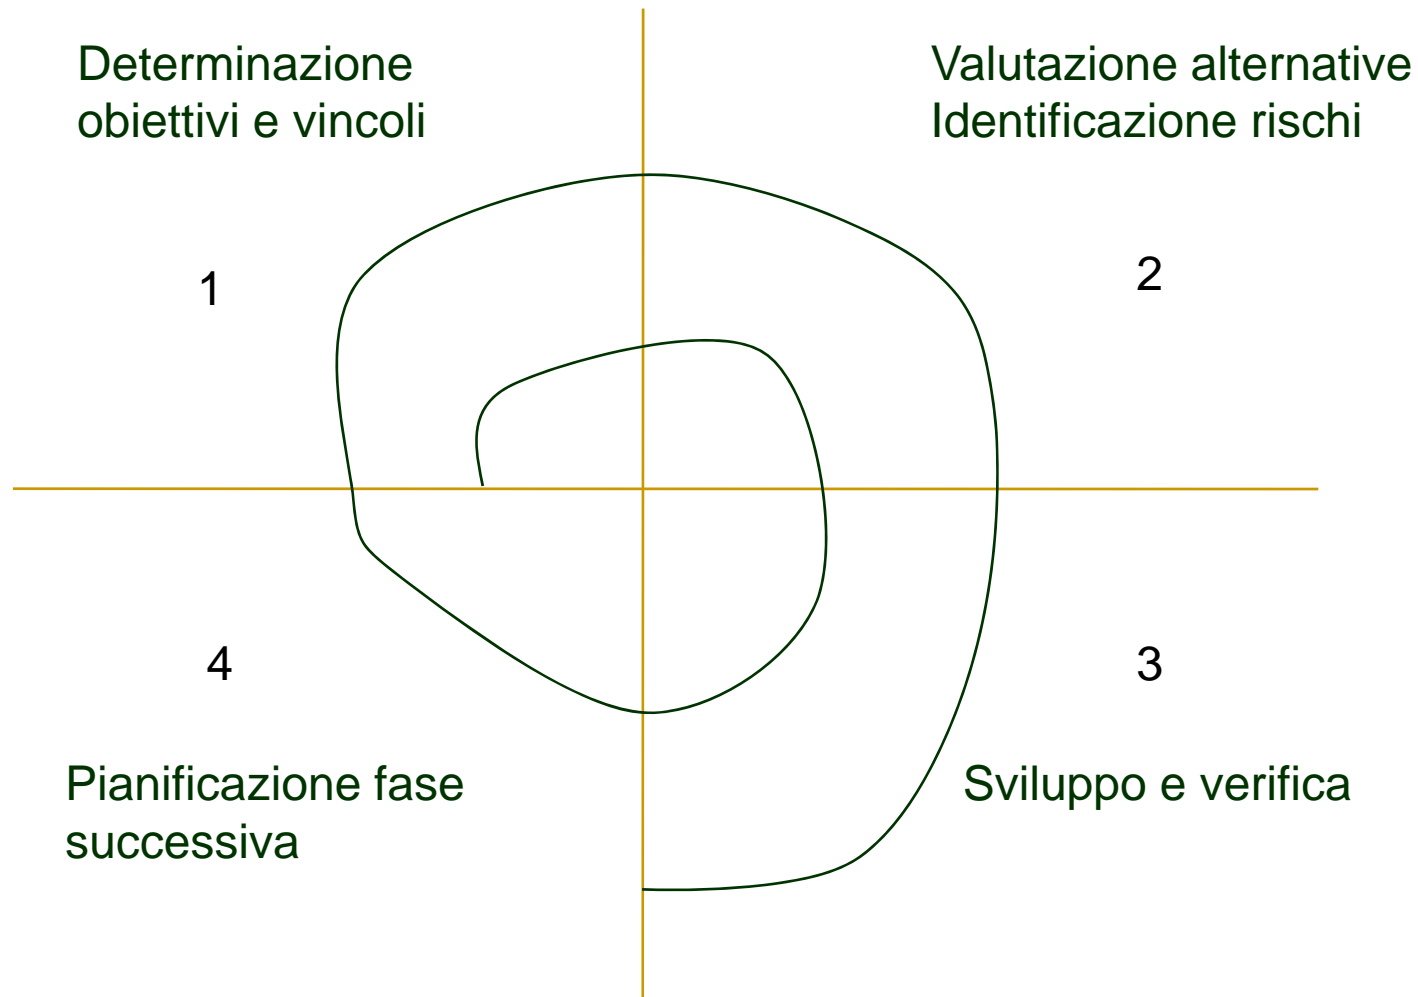 Determinazione
obiettivi e vincoli
Valutazione alternative
Identificazione rischi
1
2
4
3
Pianificazione fase
successiva
Sviluppo e verifica